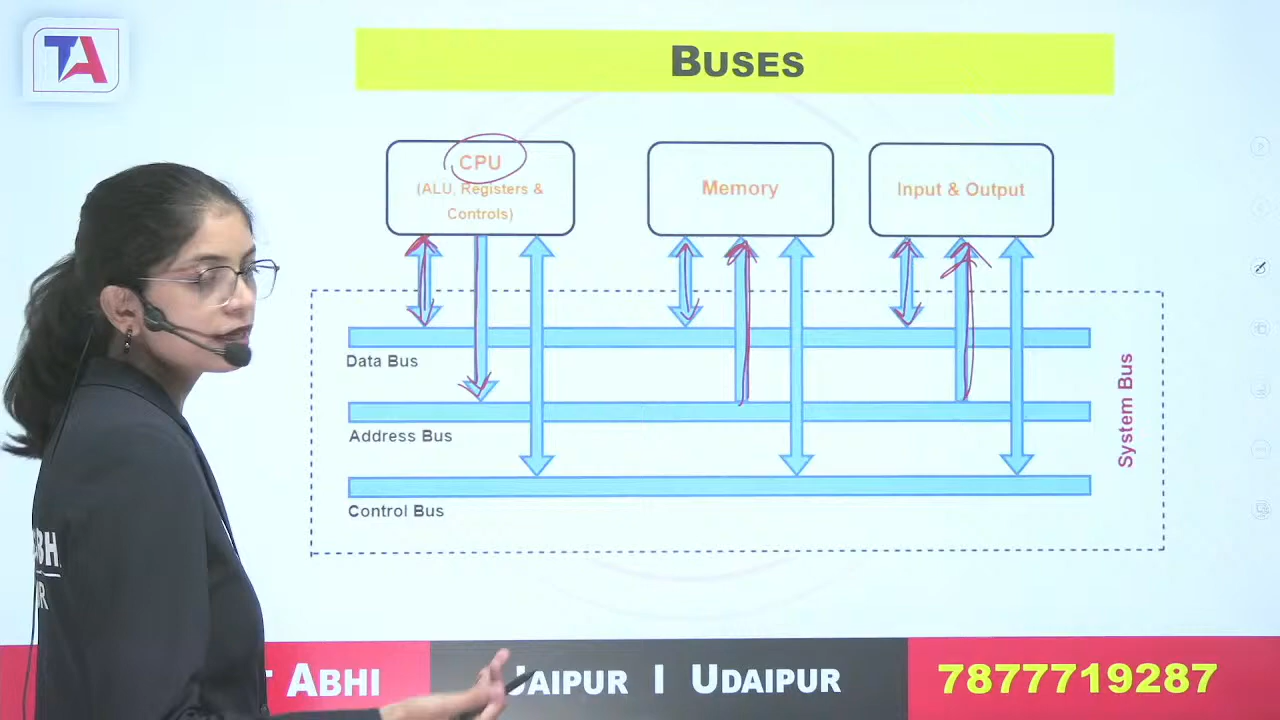 TA
BUSES
CPU
(ALU, Registers &
Controls)
Memory
Input & Output
Data Bus
Address Bus
Control Bus
System Bus
ABHI
JAIPUR | UDAIPUR
7877719287